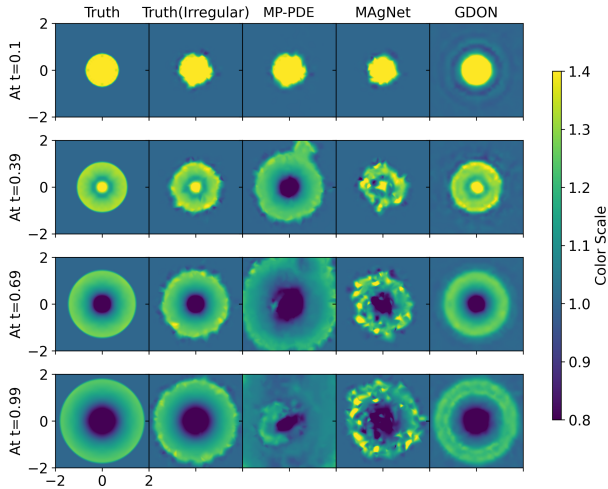 Truth Truth(Irregular) MP-PDE MAgNet GDON
At t=0.1
2
0
−2
At t=0.39
2
0
−2
At t=0.69
2
0
−2
At t=0.99
2
0
−2
−2 0 2
1.4
1.3
1.2
1.1
1.0
0.9
0.8
Color Scale